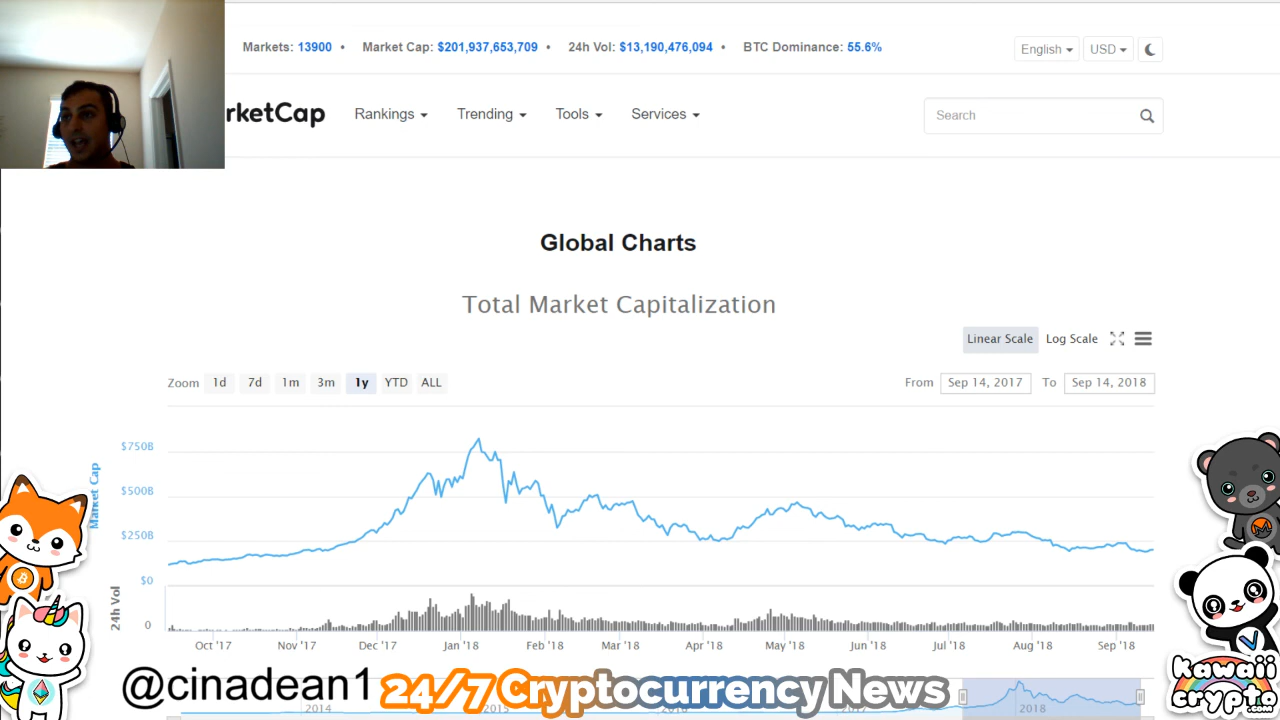 Markets: 13900 • Market Cap: $201,937,653,709 • 24h Vol: $13,190,476,094 • BTC Dominance: 55.6%
English USD
rketCap Rankings Trending Tools Services Search
Global Charts
Total Market Capitalization
Linear Scale Log Scale
Zoom 1d 7d 1m 3m 1y YTD ALL From Sep 14, 2017 To Sep 14, 2018
$750B
$500B
$250B
$0
Market Cap
24h Vol
0
Oct '17 Nov '17 Dec '17 Jan '18 Feb '18 Mar '18 Apr '18 May '18 Jun '18 Jul '18 Aug '18 Sep '18
@cinadean1 24/7 Cryptocurrency News
2014 2015 2016 2017 2018
kawaii
crypto
.com